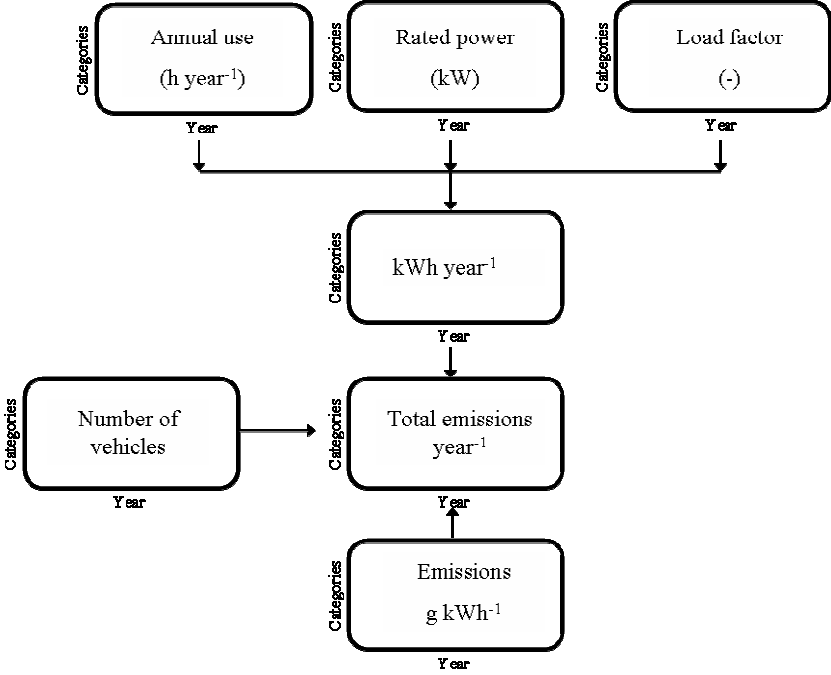 Categories
Annual use
(h year-1)
Year
Categories
Rated power
(kW)
Year
Categories
Load factor
(-)
Year
Categories
kWh year-1
Year
Categories
Number of
vehicles
Year
Categories
Total emissions
year-1
Year
Categories
Emissions
g kWh-1
Year